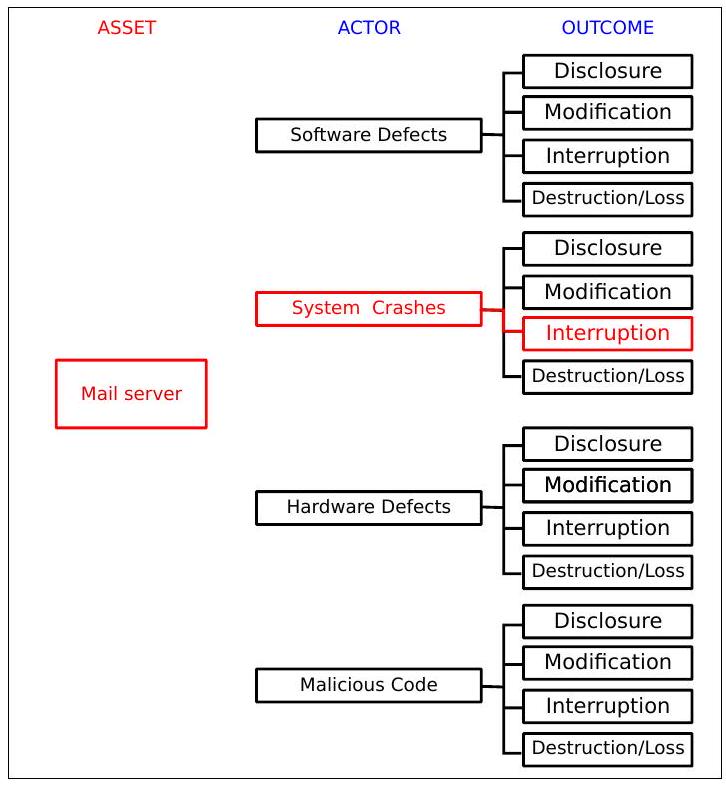 ASSET ACTOR OUTCOME
Disclosure
Modification
Software Defects
Interruption
Destruction/Loss
Disclosure
Modification
System  Crashes
Interruption
Destruction/Loss
Mail server
Disclosure
Modification
Hardware Defects
Interruption
Destruction/Loss
Disclosure
Modification
Malicious Code
Interruption
Destruction/Loss